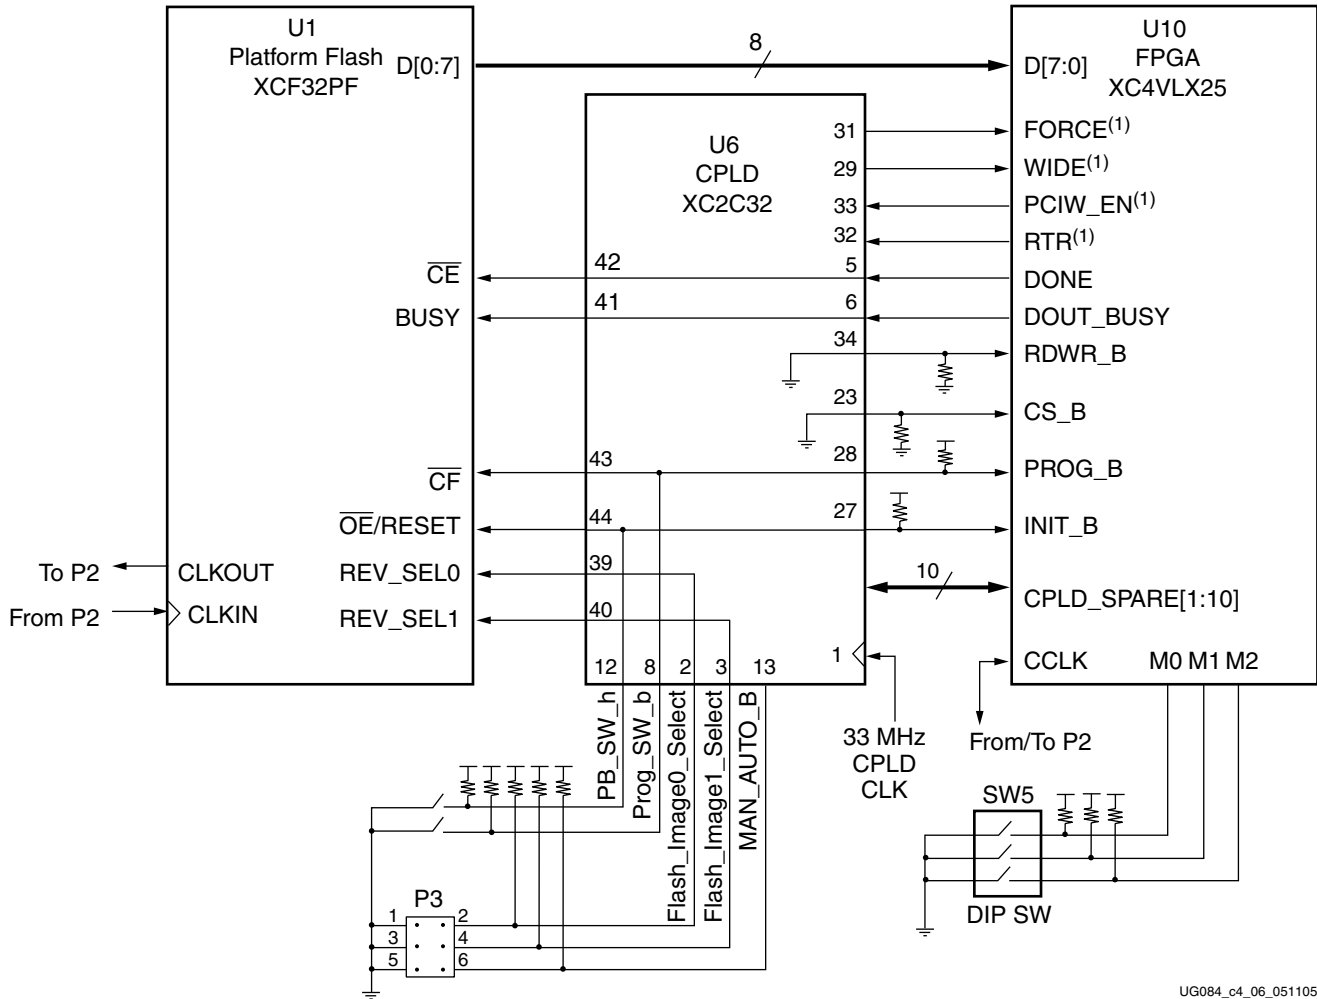 U1
Platform Flash
XCF32PF
D[0:7]
8
U10
FPGA
XC4VLX25
D[7:0]
U6
CPLD
XC2C32
31
FORCE(1)
29
WIDE(1)
33
PCIW_EN(1)
32
RTR(1)
CE
42
5
DONE
BUSY
41
6
DOUT_BUSY
34
RDWR_B
23
CS_B
CF
43
28
PROG_B
OE/RESET
44
27
INIT_B
To P2
CLKOUT
REV_SEL0
39
10
CPLD_SPARE[1:10]
From P2
CLKIN
REV_SEL1
40
1
CCLK
M0 M1 M2
12
8
2
3
13
PB_SW_h
Prog_SW_b
Flash_Image0_Select
Flash_Image1_Select
MAN_AUTO_B
33 MHz
CPLD
CLK
From/To P2
SW5
DIP SW
P3
1
2
3
4
5
6
UG084_c4_06_051105